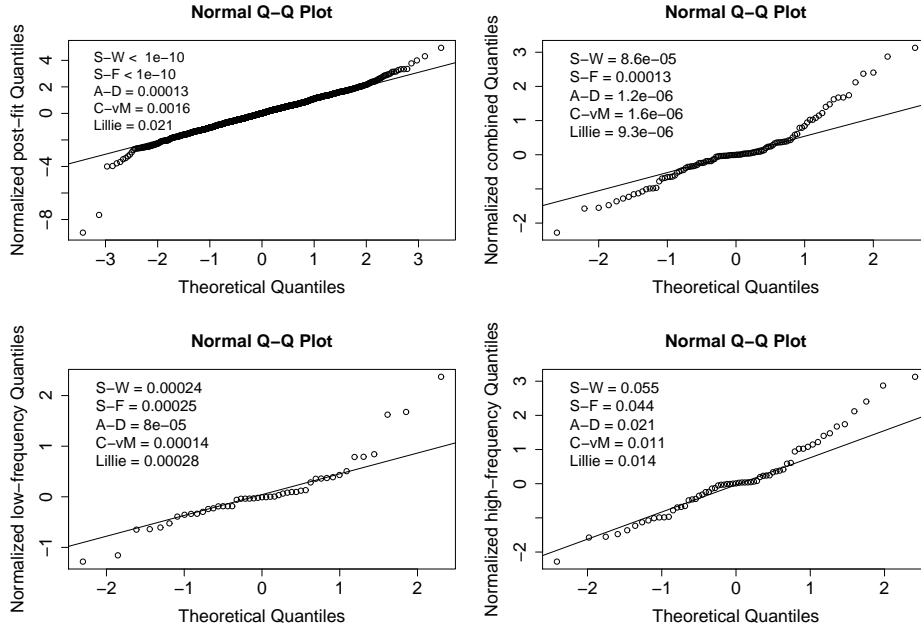 Normal Q−Q Plot
Normalized post−fit Quantiles
S−W < 1e−10
S−F < 1e−10
A−D = 0.00013
C−vM = 0.0016
Lillie = 0.021
4
0
−4
−8
−3 −2 −1 0 1 2 3
Theoretical Quantiles
Normal Q−Q Plot
Normalized combined Quantiles
S−W = 8.6e−05
S−F = 0.00013
A−D = 1.2e−06
C−vM = 1.6e−06
Lillie = 9.3e−06
3
2
1
0
−2
−2 −1 0 1 2
Theoretical Quantiles
Normal Q−Q Plot
Normalized low−frequency Quantiles
S−W = 0.00024
S−F = 0.00025
A−D = 8e−05
C−vM = 0.00014
Lillie = 0.00028
2
1
0
−1
−2 −1 0 1 2
Theoretical Quantiles
Normal Q−Q Plot
Normalized high−frequency Quantiles
S−W = 0.055
S−F = 0.044
A−D = 0.021
C−vM = 0.011
Lillie = 0.014
3
2
1
0
−2
−2 −1 0 1 2
Theoretical Quantiles